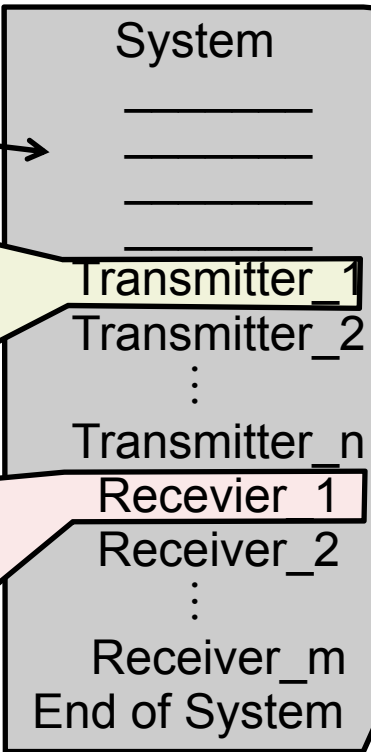 System
Transmitter_1
Transmitter_2
⋮
Transmitter_n
Recevier_1
Receiver_2
⋮
Receiver_m
End of System